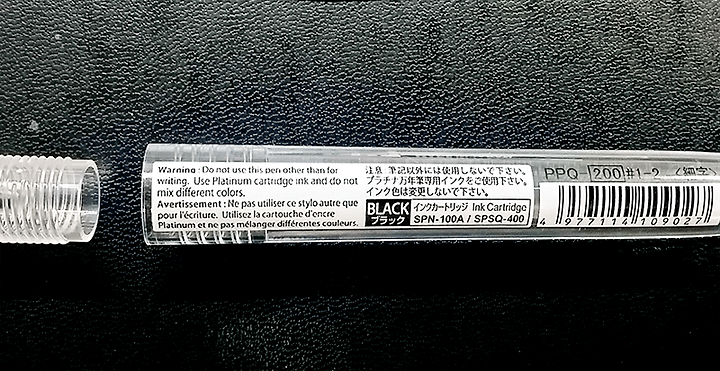 Warning : Do not use this pen other than for
writing. Use Platinum cartridge ink and do not
mix different colors.
Avertissement : Ne pas utiliser ce stylo autre que
pour l'écriture. Utilisez la cartouche d'encre
Platinum et ne pas mélanger différentes couleurs.
注意 筆記以外には使用しないで下さい。
プラチナ万年筆専用インクをご使用下さい。
インク色は変更しないで下さい。
BLACK インクカートリッジ Ink Cartridge
ブラック SPN-100A / SPSQ-400
PPQ-200#1-2 〈細字〉
4 977114 109027